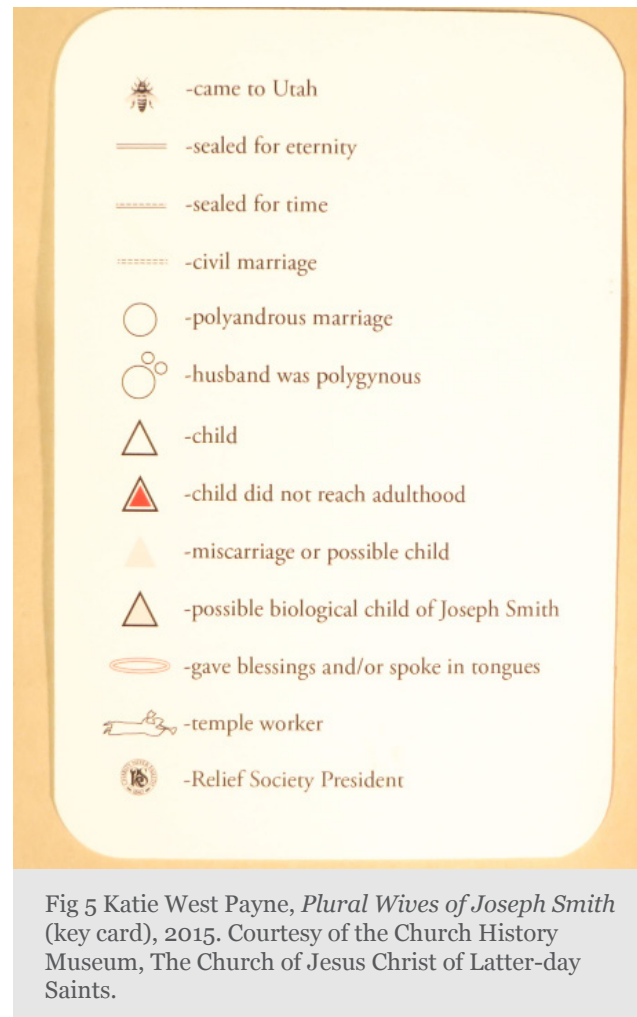 -came to Utah
-sealed for eternity
-sealed for time
-civil marriage
-polyandrous marriage
-husband was polygynous
-child
-child did not reach adulthood
-miscarriage or possible child
-possible biological child of Joseph Smith
-gave blessings and/or spoke in tongues
-temple worker
-Relief Society President
Fig 5 Katie West Payne, Plural Wives of Joseph Smith
(key card), 2015. Courtesy of the Church History
Museum, The Church of Jesus Christ of Latter-day
Saints.